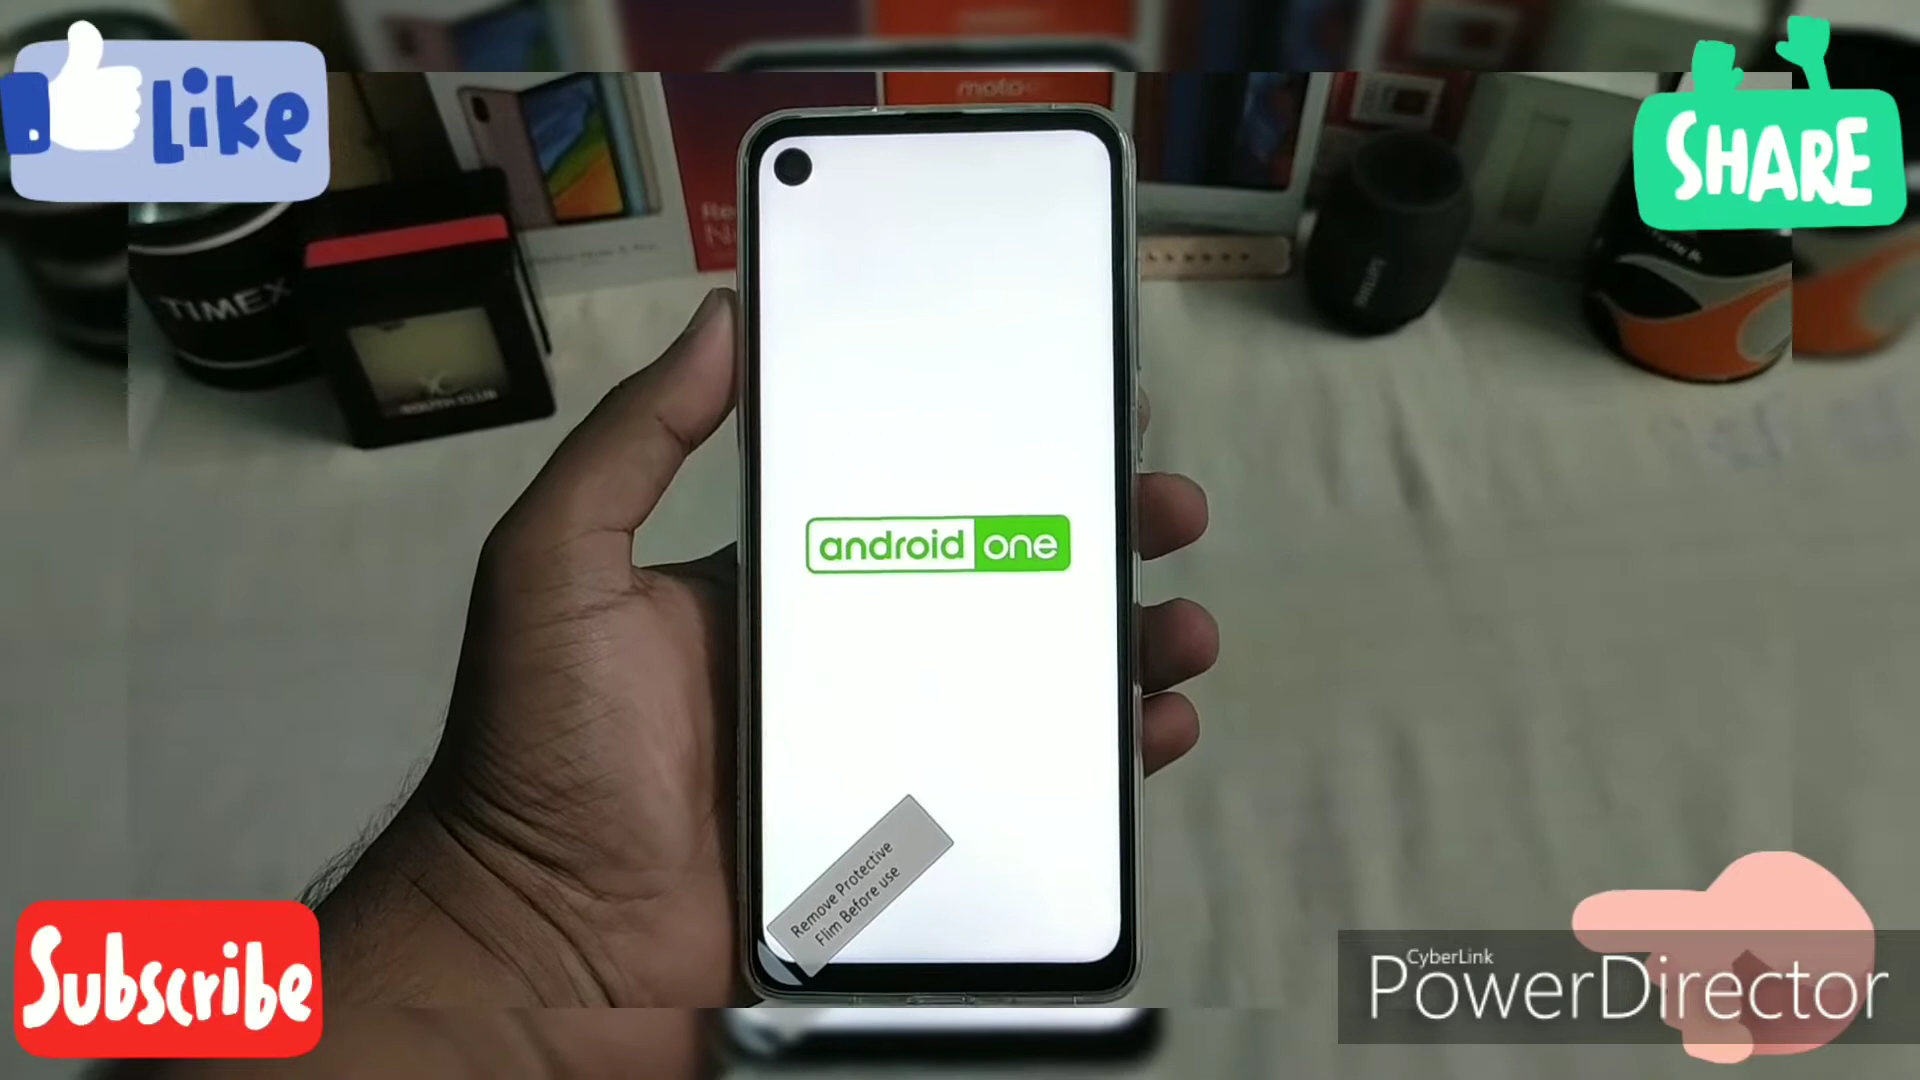 Like
SHARE
moto
TIMEX
android one
Remove Protective
Flim Before use
Subscribe
CyberLink
PowerDirector